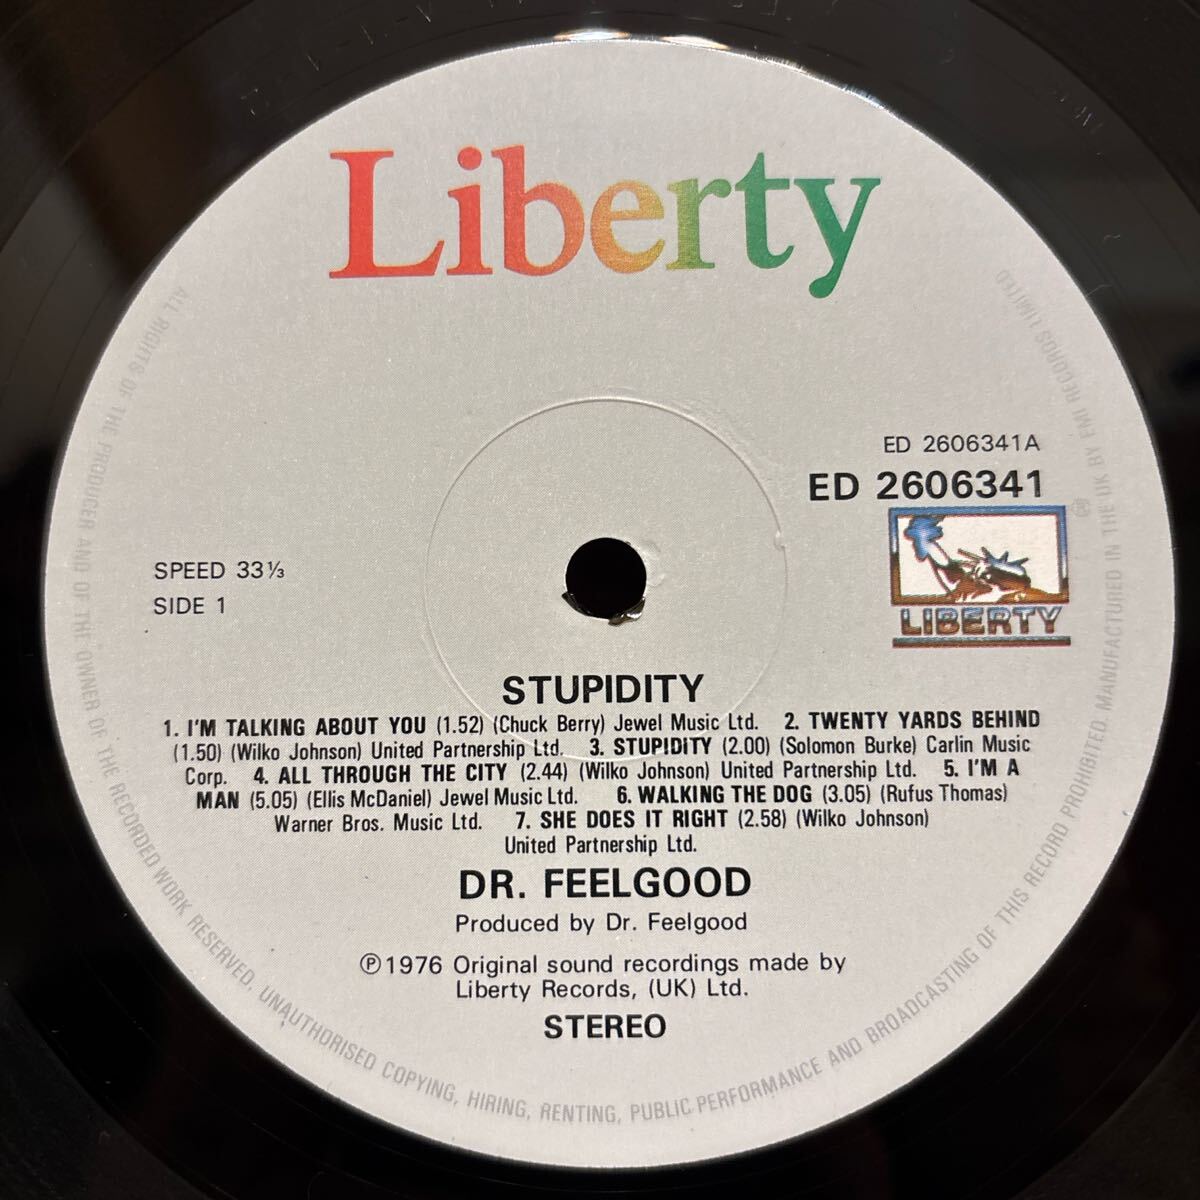 Liberty
ED 2606341A
ED 2606341
LIBERTY
SPEED 33⅓
SIDE 1
STUPIDITY
1. I'M TALKING ABOUT YOU (1.52) (Chuck Berry) Jewel Music Ltd. 2. TWENTY YARDS BEHIND
(1.50) (Wilko Johnson) United Partnership Ltd. 3. STUPIDITY (2.00) (Solomon Burke) Carlin Music
Corp. 4. ALL THROUGH THE CITY (2.44) (Wilko Johnson) United Partnership Ltd. 5. I'M A
MAN (5.05) (Ellis McDaniel) Jewel Music Ltd. 6. WALKING THE DOG (3.05) (Rufus Thomas)
Warner Bros. Music Ltd. 7. SHE DOES IT RIGHT (2.58) (Wilko Johnson)
United Partnership Ltd.
DR. FEELGOOD
Produced by Dr. Feelgood
℗1976 Original sound recordings made by
Liberty Records, (UK) Ltd.
STEREO
ALL RIGHTS OF THE PRODUCER AND OF THE OWNER OF THE RECORDED WORK RESERVED. UNAUTHORISED COPYING, HIRING, RENTING, PUBLIC PERFORMANCE AND BROADCASTING OF THIS RECORD PROHIBITED. MANUFACTURED IN THE UK BY EMI RECORDS LIMITED